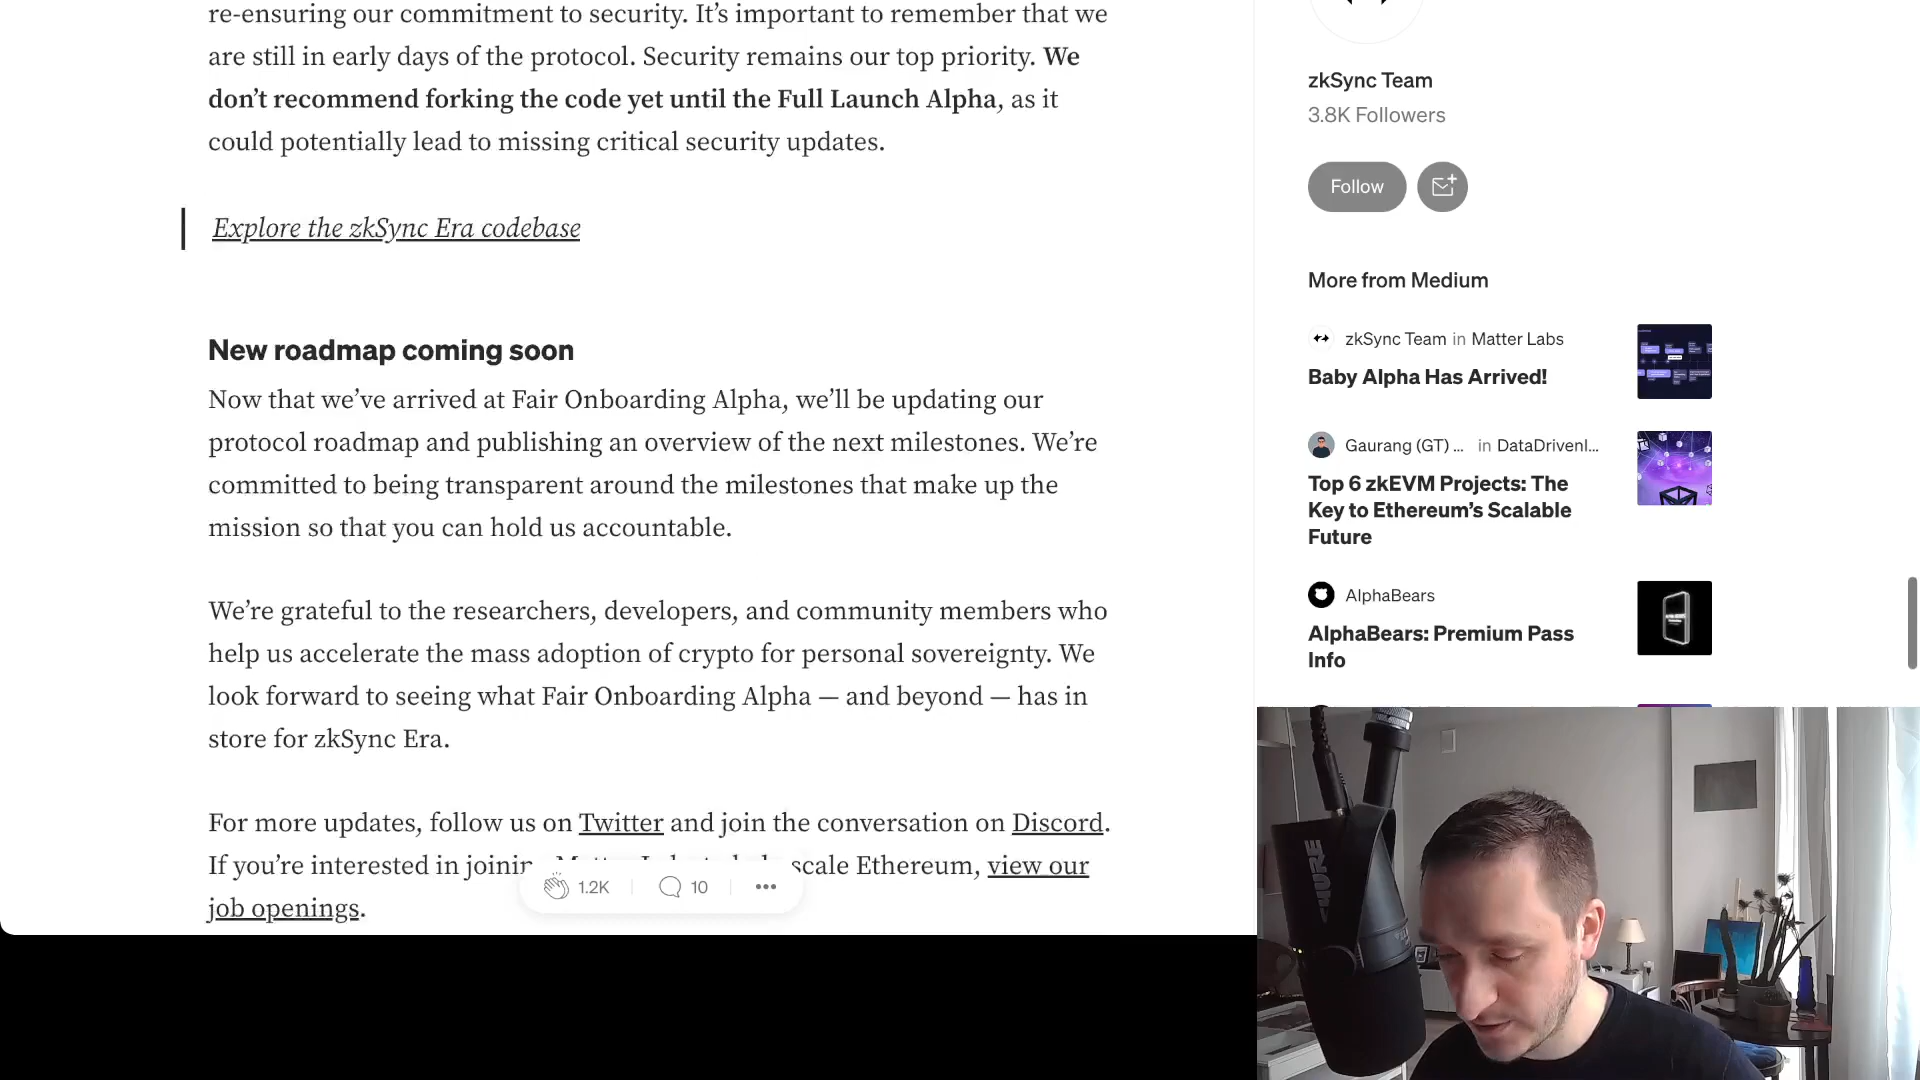 re-ensuring our commitment to security. It’s important to remember that we
are still in early days of the protocol. Security remains our top priority. We
don’t recommend forking the code yet until the Full Launch Alpha, as it
could potentially lead to missing critical security updates.
Explore the zkSync Era codebase
New roadmap coming soon
Now that we’ve arrived at Fair Onboarding Alpha, we’ll be updating our
protocol roadmap and publishing an overview of the next milestones. We’re
committed to being transparent around the milestones that make up the
mission so that you can hold us accountable.
We’re grateful to the researchers, developers, and community members who
help us accelerate the mass adoption of crypto for personal sovereignty. We
look forward to seeing what Fair Onboarding Alpha — and beyond — has in
store for zkSync Era.
For more updates, follow us on Twitter and join the conversation on Discord.
If you’re interested in scale Ethereum, view our
job openings.
1.2K
10
zkSync Team
3.8K Followers
Follow
More from Medium
zkSync Team in Matter Labs
Baby Alpha Has Arrived!
Gaurang (GT) ... in DataDrivenI...
Top 6 zkEVM Projects: The
Key to Ethereum’s Scalable
Future
AlphaBears
AlphaBears: Premium Pass
Info
SHURE